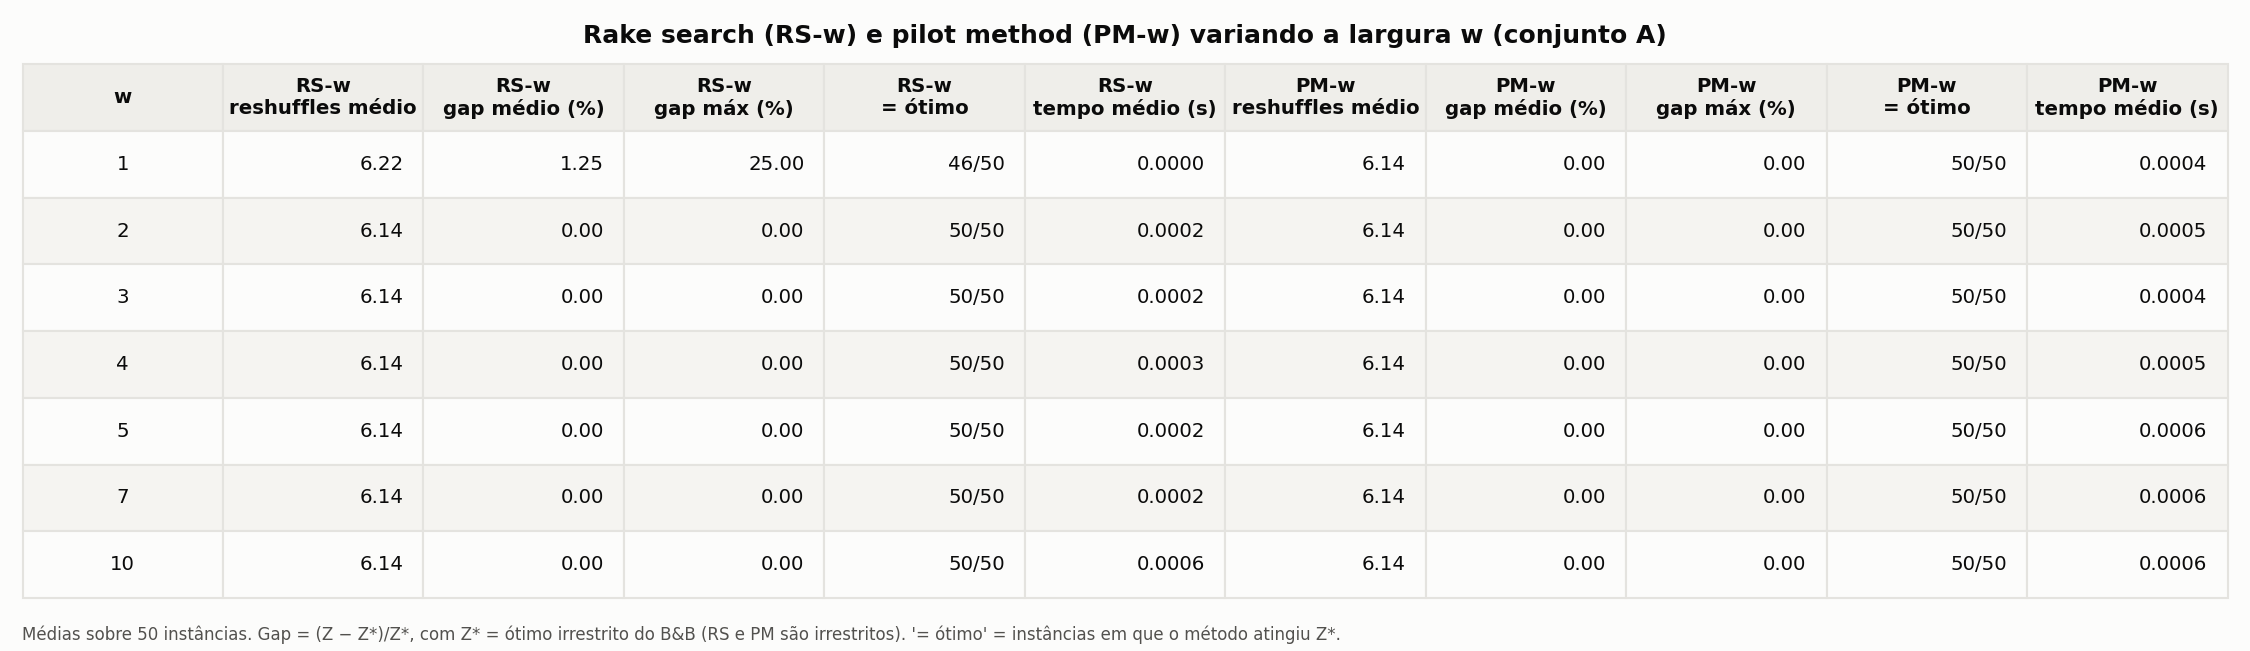 Rake search (RS-w) e pilot method (PM-w) variando a largura w (conjunto A)
w | RS-w reshuffles médio | RS-w gap médio (%) | RS-w gap máx (%) | RS-w = ótimo | RS-w tempo médio (s) | PM-w reshuffles médio | PM-w gap médio (%) | PM-w gap máx (%) | PM-w = ótimo | PM-w tempo médio (s)
1 | 6.22 | 1.25 | 25.00 | 46/50 | 0.0000 | 6.14 | 0.00 | 0.00 | 50/50 | 0.0004
2 | 6.14 | 0.00 | 0.00 | 50/50 | 0.0002 | 6.14 | 0.00 | 0.00 | 50/50 | 0.0005
3 | 6.14 | 0.00 | 0.00 | 50/50 | 0.0002 | 6.14 | 0.00 | 0.00 | 50/50 | 0.0004
4 | 6.14 | 0.00 | 0.00 | 50/50 | 0.0003 | 6.14 | 0.00 | 0.00 | 50/50 | 0.0005
5 | 6.14 | 0.00 | 0.00 | 50/50 | 0.0002 | 6.14 | 0.00 | 0.00 | 50/50 | 0.0006
7 | 6.14 | 0.00 | 0.00 | 50/50 | 0.0002 | 6.14 | 0.00 | 0.00 | 50/50 | 0.0006
10 | 6.14 | 0.00 | 0.00 | 50/50 | 0.0006 | 6.14 | 0.00 | 0.00 | 50/50 | 0.0006
Médias sobre 50 instâncias. Gap = (Z − Z*)/Z*, com Z* = ótimo irrestrito do B&B (RS e PM são irrestritos). '= ótimo' = instâncias em que o método atingiu Z*.